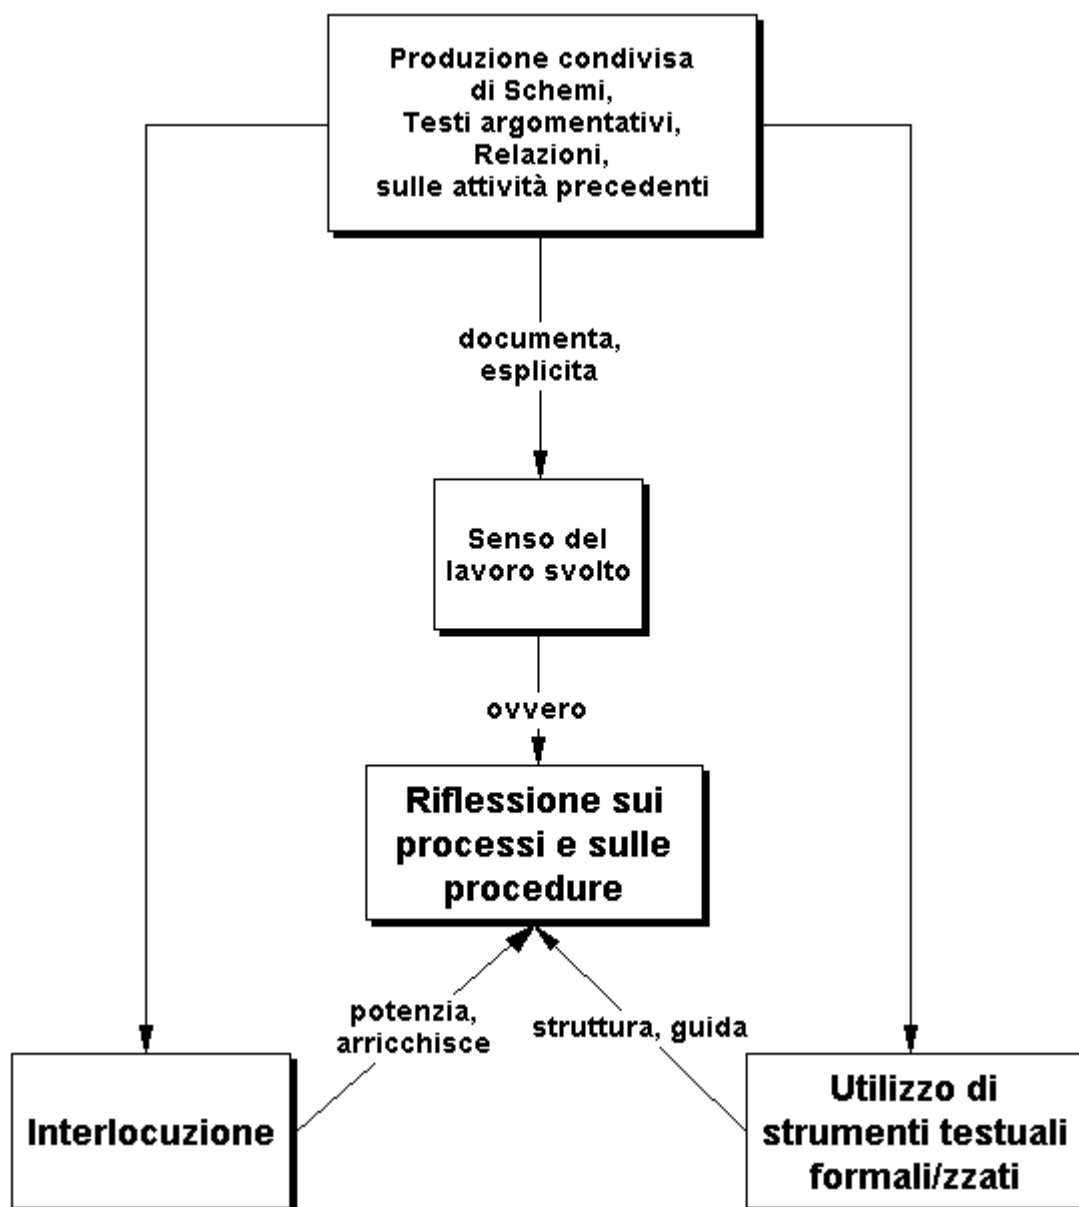 Produzione condivisa
di Schemi,
Testi argomentativi,
Relazioni,
sulle attività precedenti
documenta,
esplicita
Senso del
lavoro svolto
ovvero
Riflessione sui
processi e sulle
procedure
potenzia,
arricchisce
struttura, guida
Interlocuzione
Utilizzo di
strumenti testuali
formali/zzati